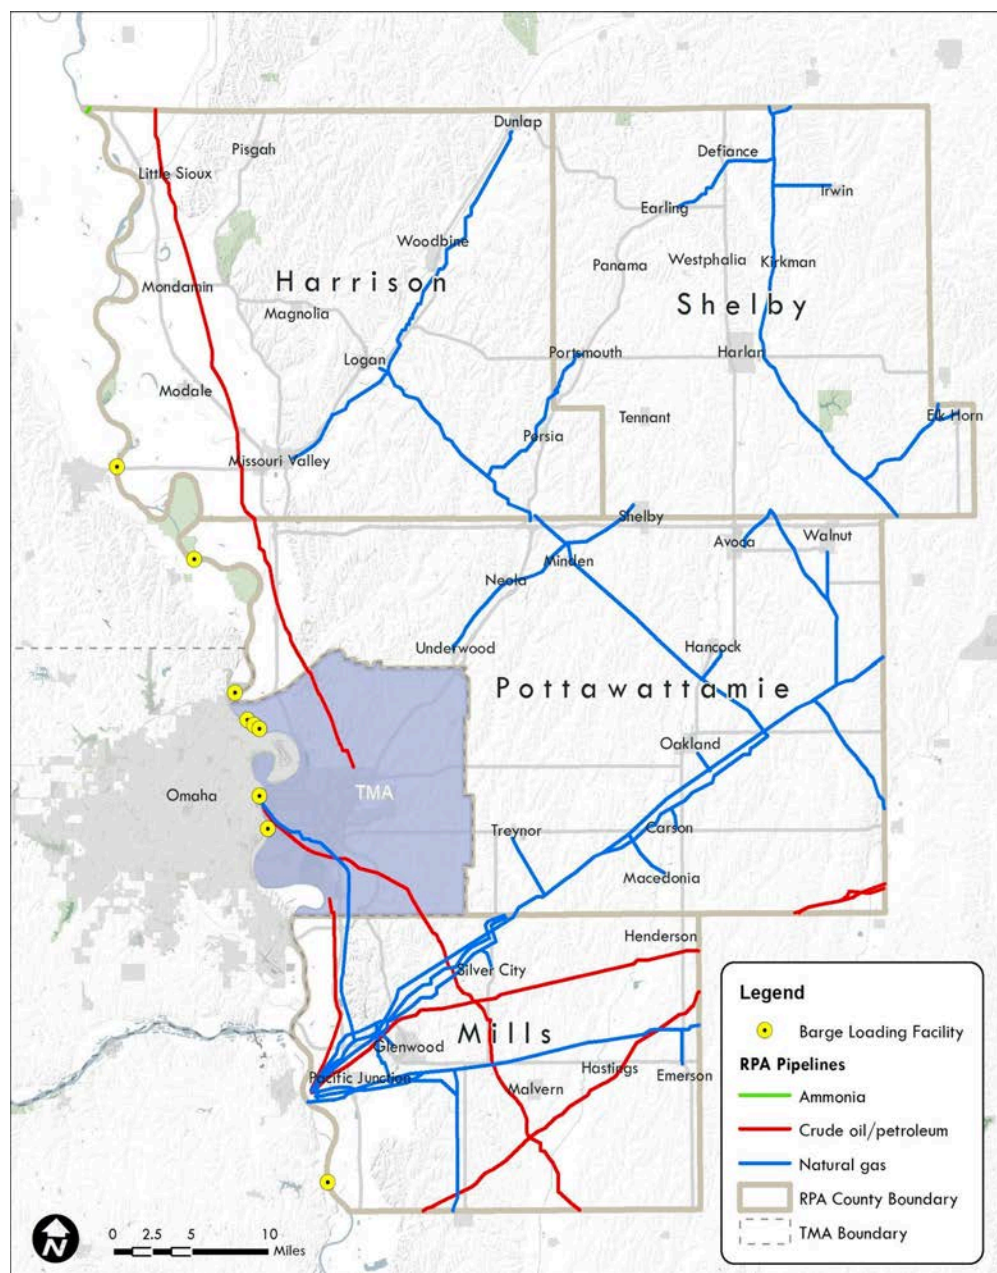 Dunlap
Pisgah
Defiance
Little Sioux
Irwin
Earling
Woodbine
Panama
Westphalia
Kirkman
Harrison
Mondamin
Shelby
Magnolia
Logan
Portsmouth
Harlan
Modale
Tennant
Elk Horn
Persia
Missouri Valley
Shelby
Avoca
Walnut
Minden
Neola
Underwood
Hancock
Pottawattamie
Oakland
TMA
Omaha
Treynor
Carson
Macedonia
Henderson
Silver City
Mills
Glenwood
Pacific Junction
Hastings
Emerson
Malvern
Legend
Barge Loading Facility
RPA Pipelines
Ammonia
Crude oil/petroleum
Natural gas
RPA County Boundary
TMA Boundary
N
0 2.5 5 10
Miles